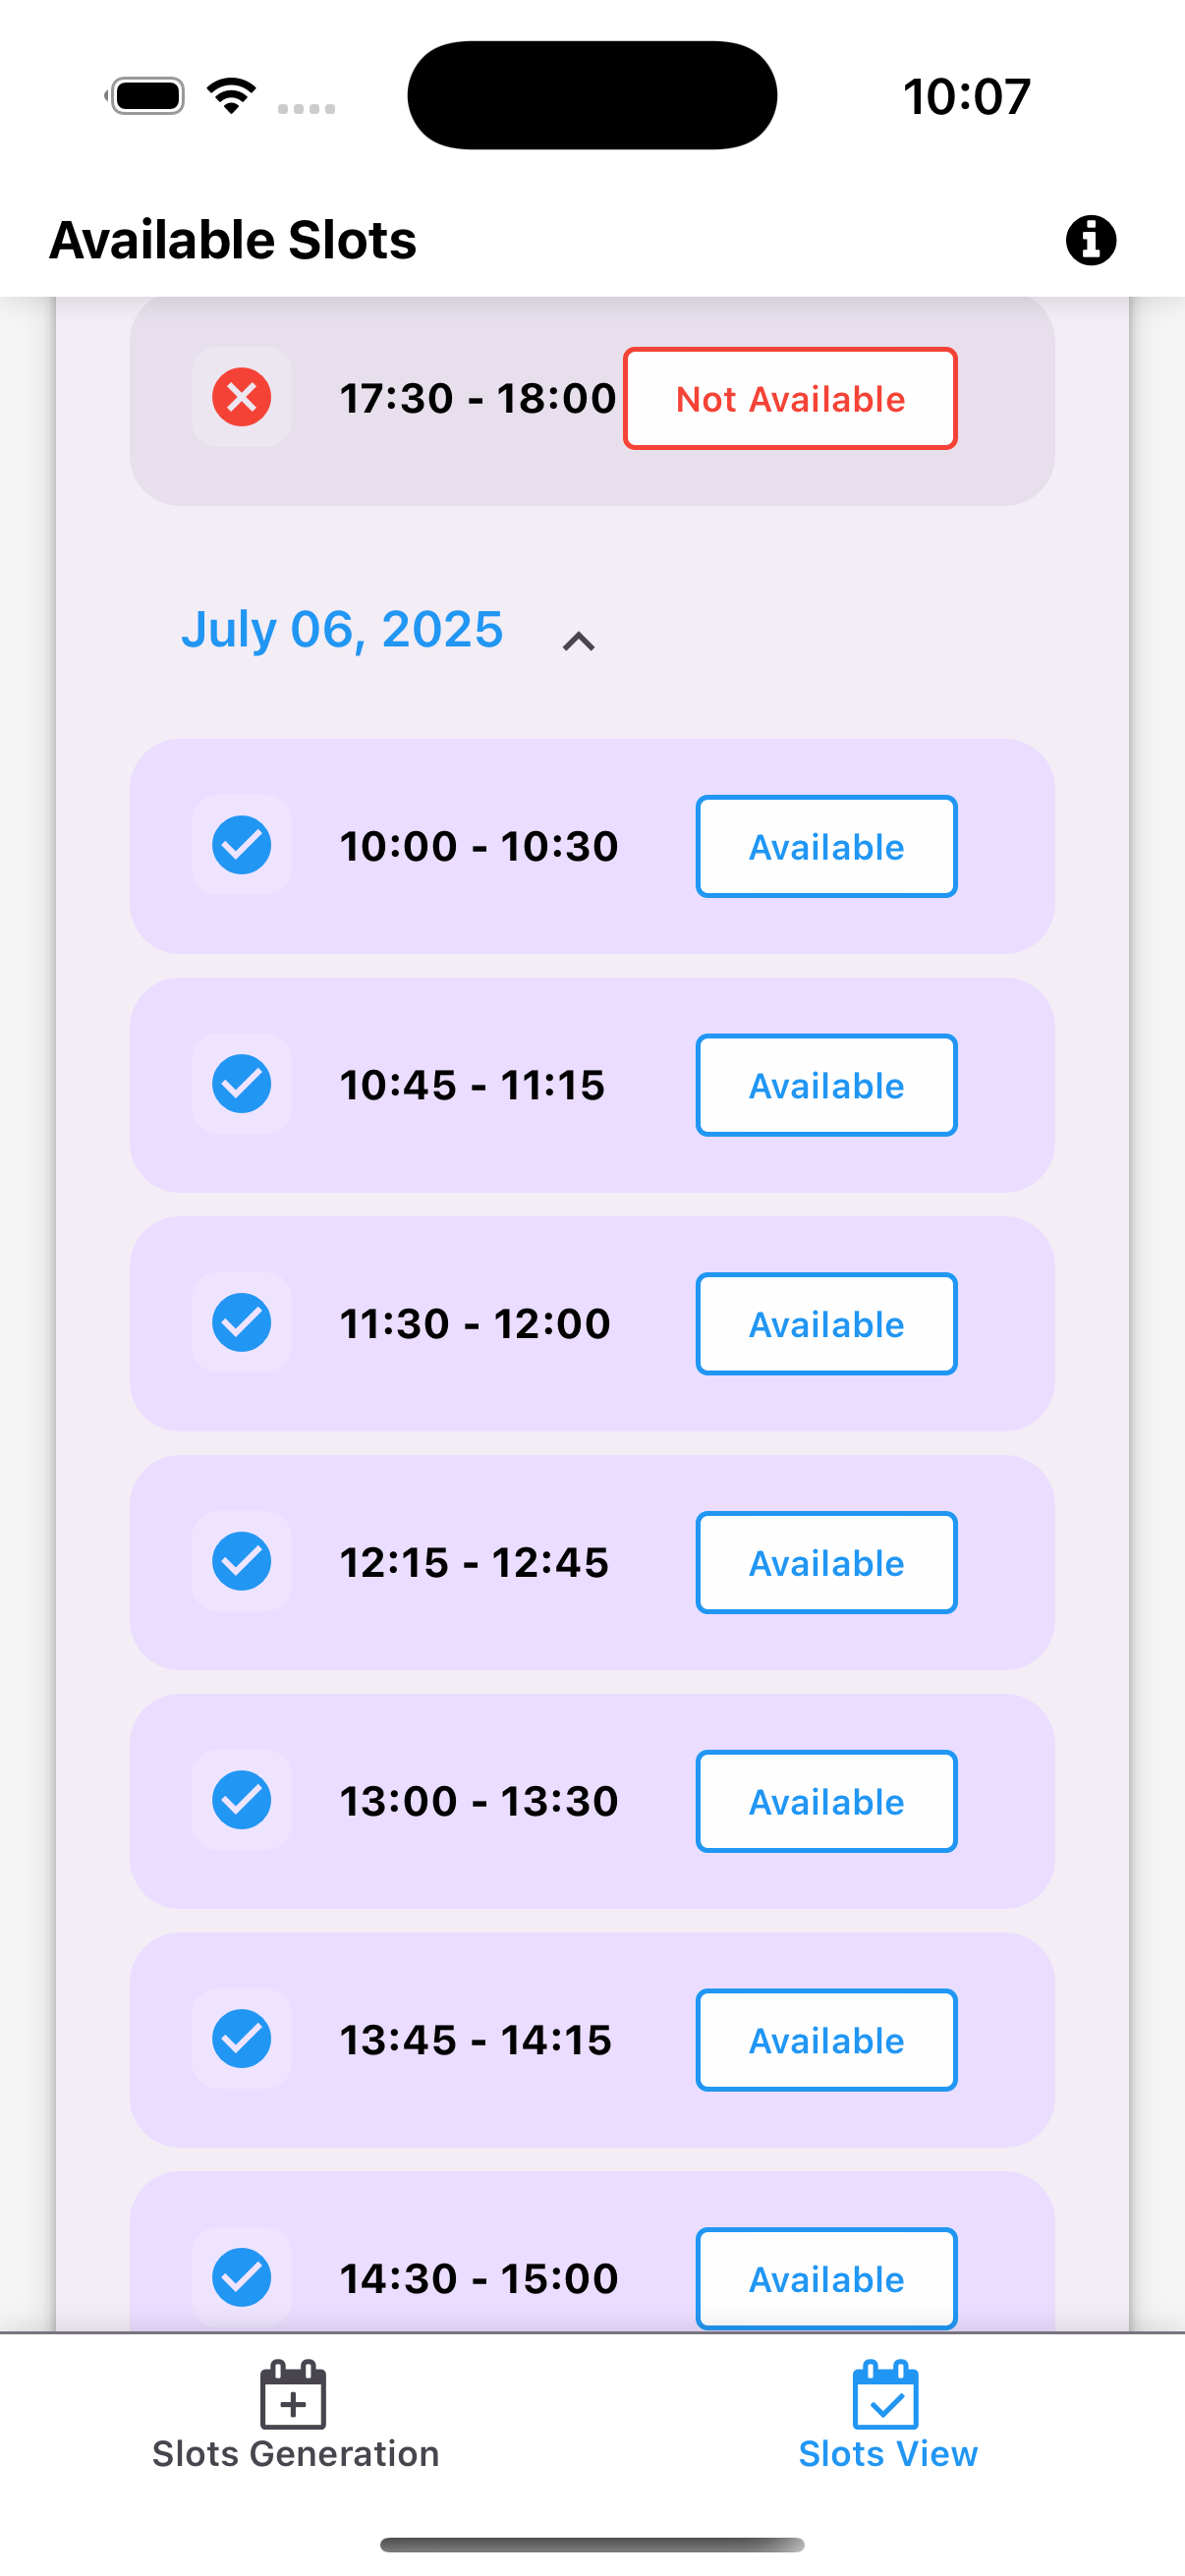 10:07
Available Slots
17:30 - 18:00 Not Available
July 06, 2025
10:00 - 10:30 Available
10:45 - 11:15 Available
11:30 - 12:00 Available
12:15 - 12:45 Available
13:00 - 13:30 Available
13:45 - 14:15 Available
14:30 - 15:00 Available
Slots Generation Slots View